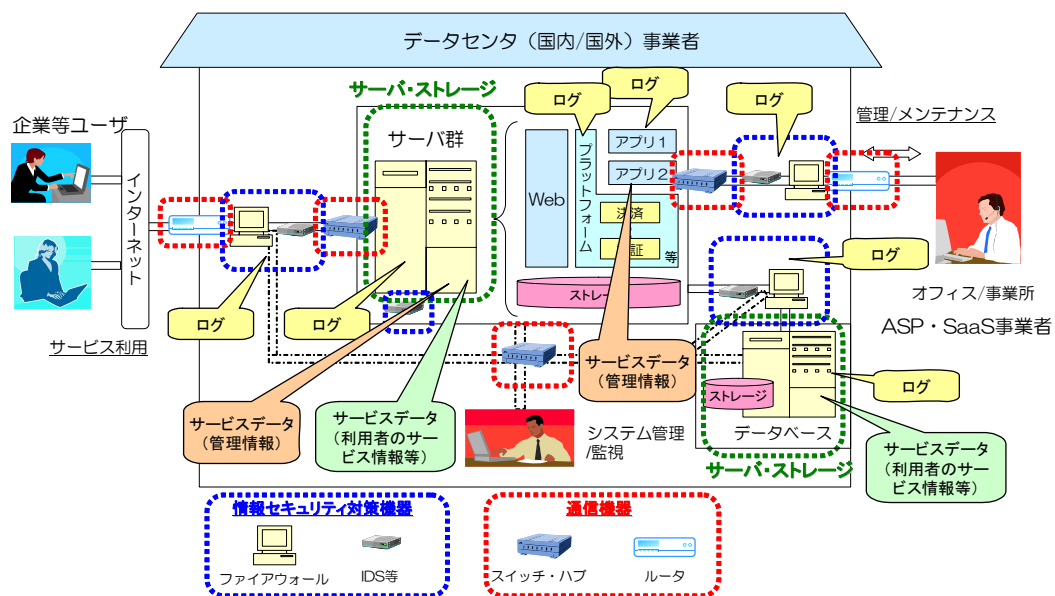 データセンタ（国内/国外）事業者
サーバ・ストレージ
ログ
ログ
ログ
管理/メンテナンス
企業等ユーザ
インターネット
サービス利用
サーバ群
Web
プラットフォーム
アプリ１
アプリ２
決済
証
等
ストレー
ログ
ログ
ログ
オフィス/事業所
ASP・SaaS事業者
サービスデータ
（管理情報）
サービスデータ
（管理情報）
サービスデータ
（利用者のサー
ビス情報等）
システム管理
/監視
ストレージ
データベース
サーバ・ストレージ
ログ
サービスデータ
（利用者のサー
ビス情報等）
情報セキュリティ対策機器
ファイアウォール
IDS等
通信機器
スイッチ・ハブ
ルータ